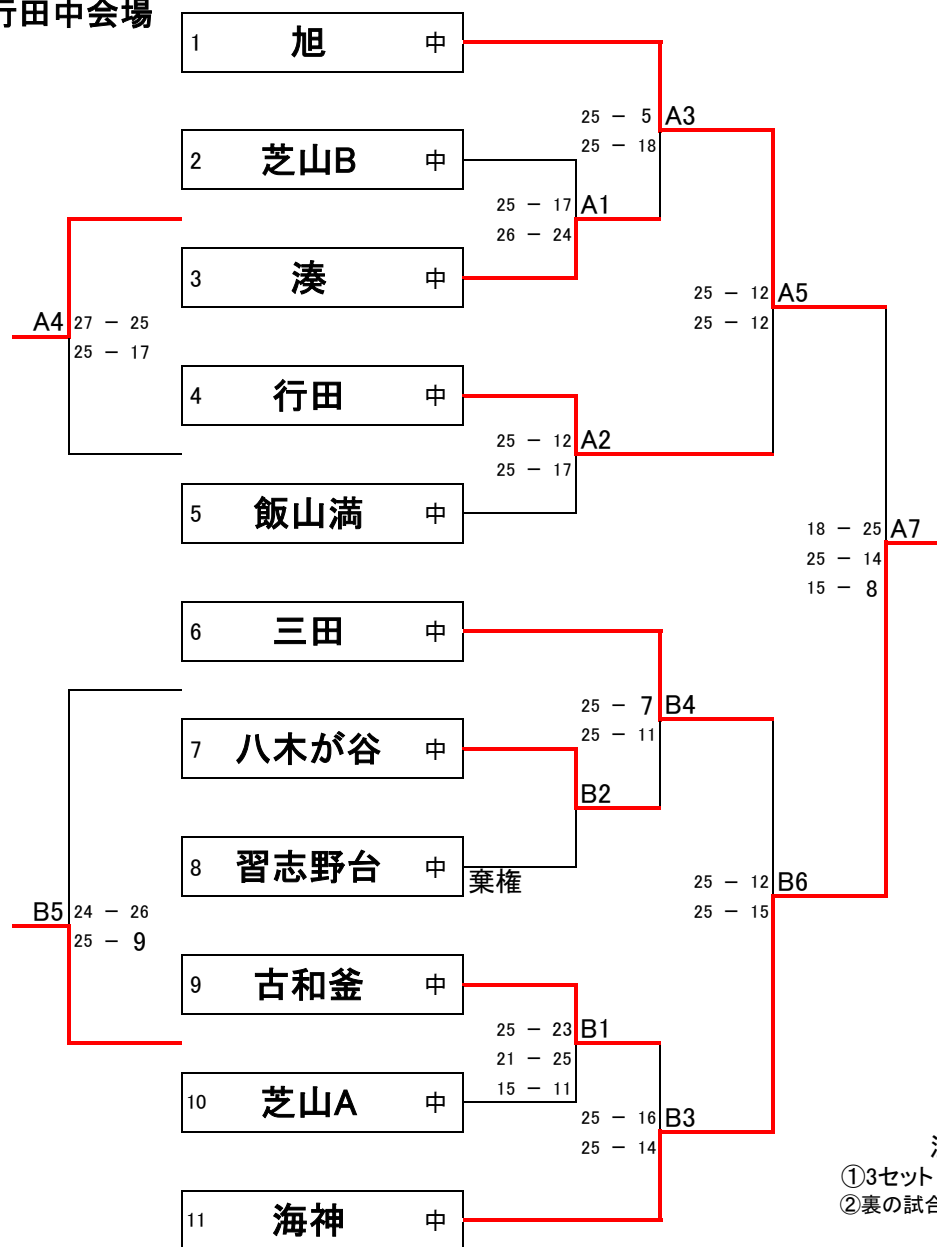 行田中会場
1 旭 中
25 － 5 A3
25 － 18
2 芝山B 中
25 － 17 A1
26 － 24
3 湊 中
25 － 12 A5
25 － 12
A4 27 － 25
25 － 17
4 行田 中
25 － 12 A2
25 － 17
5 飯山満 中
18 － 25 A7
25 － 14
15 － 8
6 三田 中
25 － 7 B4
25 － 11
7 八木が谷 中
B2
8 習志野台 中
棄権
25 － 12 B6
25 － 15
B5 24 － 26
25 － 9
9 古和釜 中
25 － 23 B1
21 － 25
15 － 11
10 芝山A 中
25 － 16 B3
25 － 14
①3セット
②裏の試合
11 海神 中